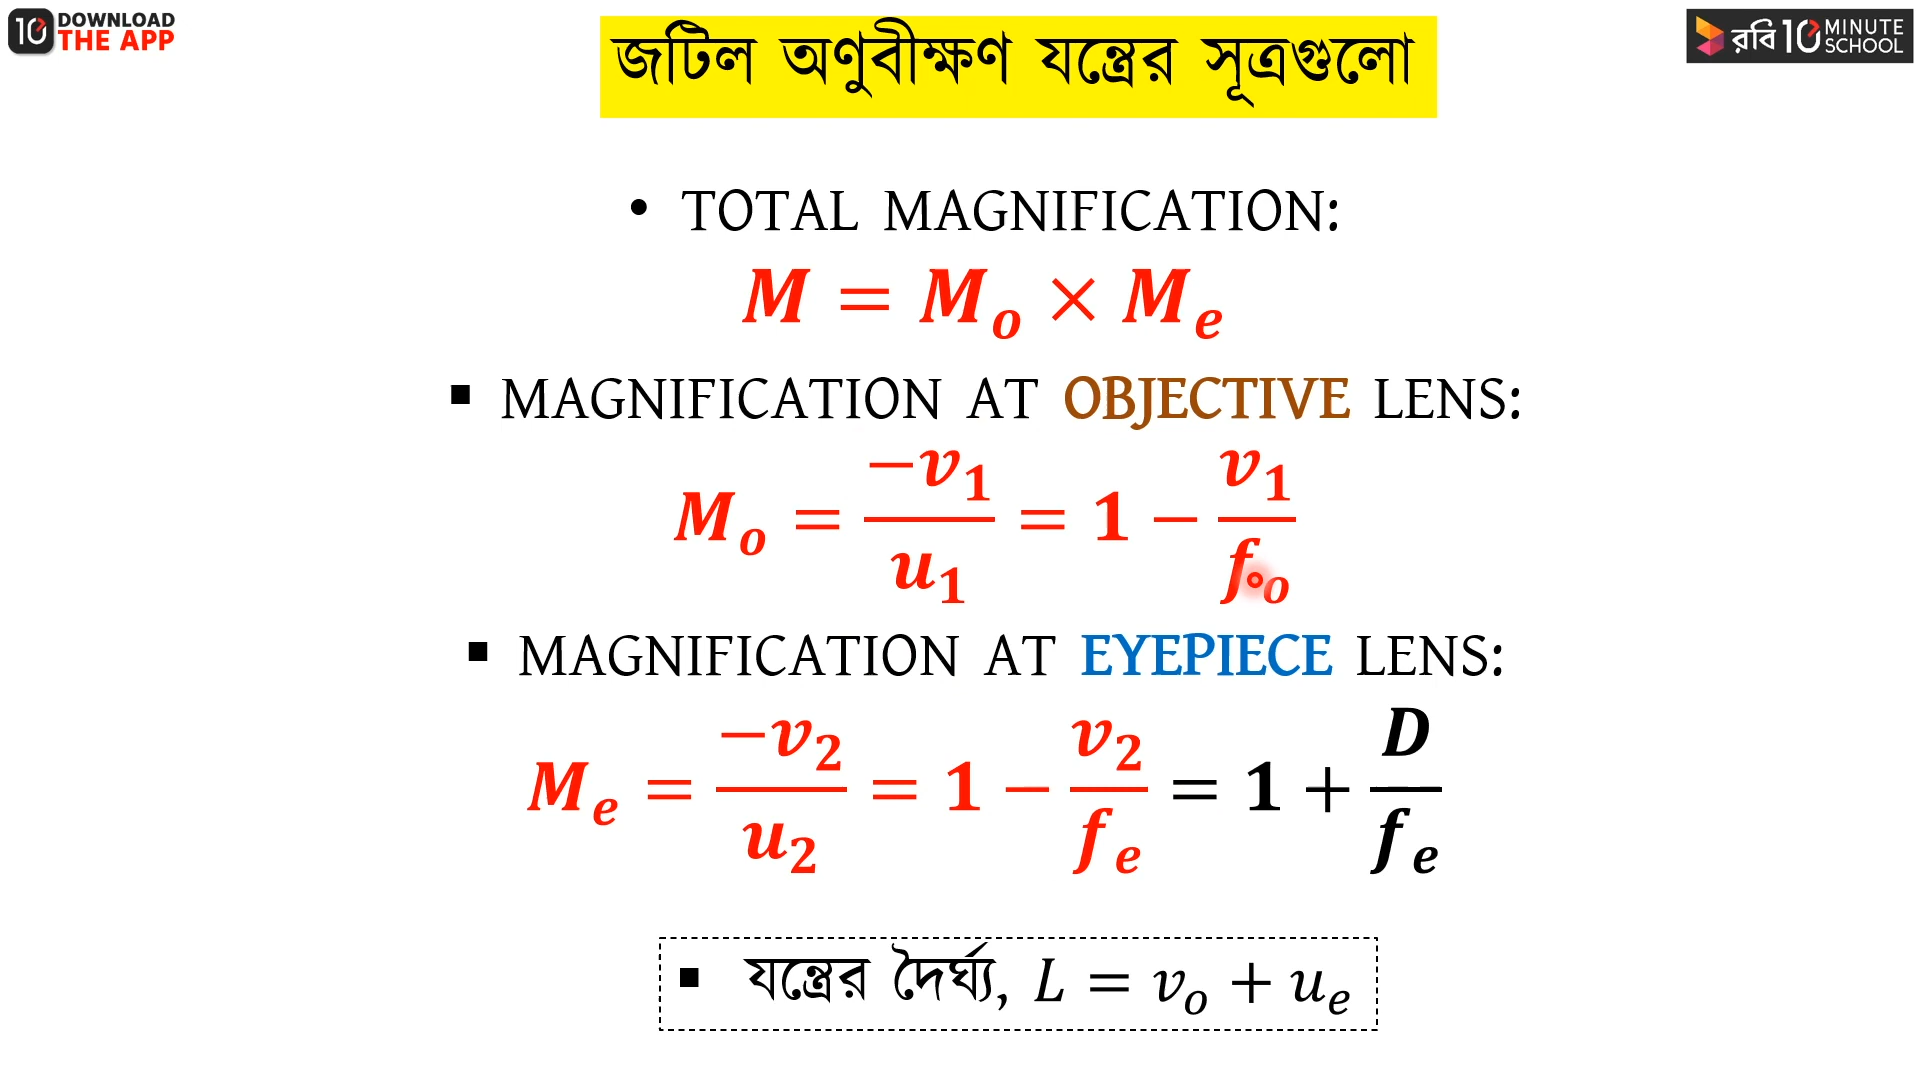 10 DOWNLOAD THE APP
রবি 10 MINUTE SCHOOL
জটিল অণুবীক্ষণ যন্ত্রের সূত্রগুলো
• TOTAL MAGNIFICATION:
M = Mₒ × Mₑ
▪ MAGNIFICATION AT OBJECTIVE LENS:
Mₒ = −v₁/u₁ = 1 − v₁/fₒ
▪ MAGNIFICATION AT EYEPIECE LENS:
Mₑ = −v₂/u₂ = 1 − v₂/fₑ = 1 + D/fₑ
▪ যন্ত্রের দৈর্ঘ্য, L = vₒ + uₑ